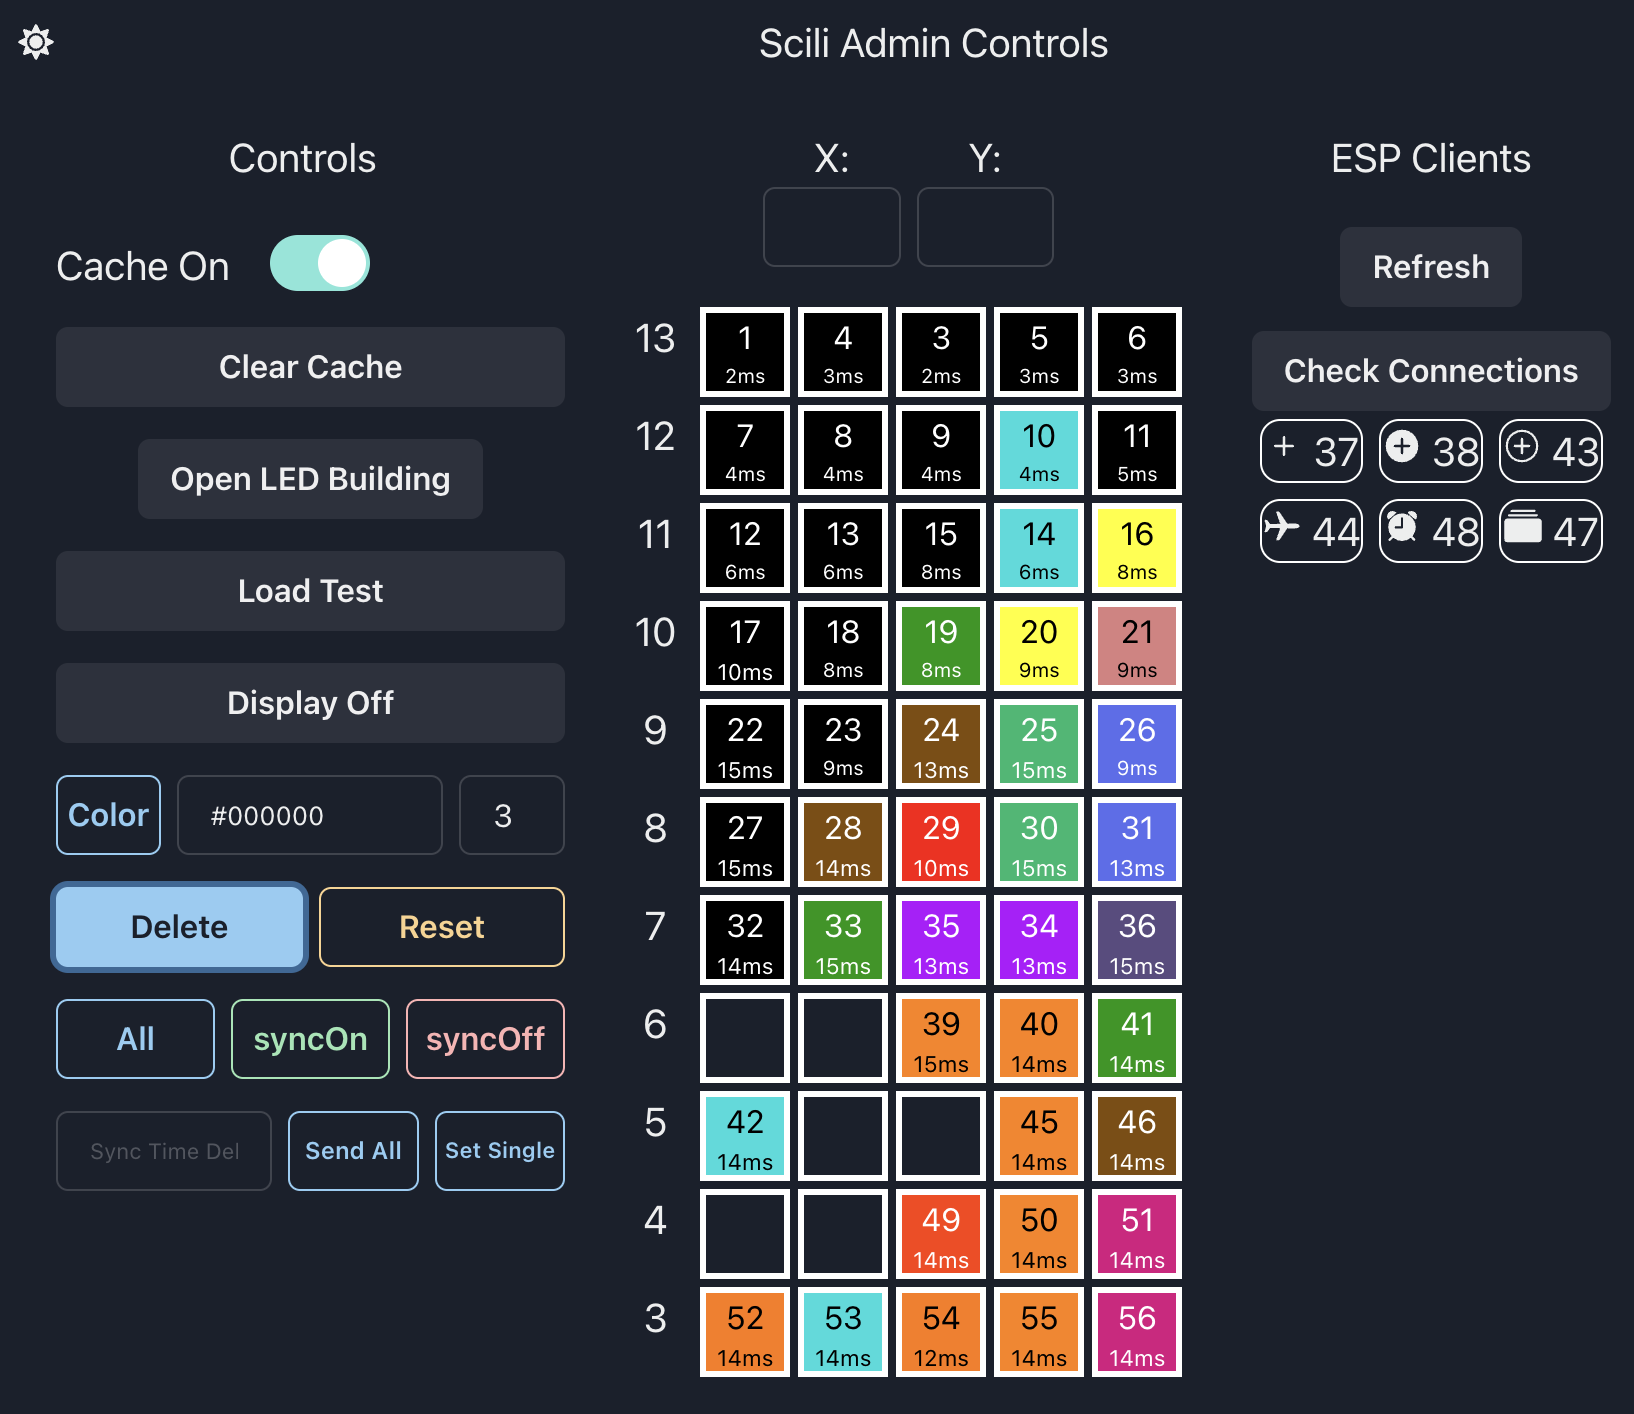 Scili Admin Controls
Controls
Cache On
Clear Cache
Open LED Building
Load Test
Display Off
Color #000000 3
Delete Reset
All syncOn syncOff
Sync Time Del Send All Set Single
X: Y:
13 1 4 3 5 6
2ms 3ms 2ms 3ms 3ms
12 7 8 9 10 11
4ms 4ms 4ms 4ms 5ms
11 12 13 15 14 16
6ms 6ms 8ms 6ms 8ms
10 17 18 19 20 21
10ms 8ms 8ms 9ms 9ms
9 22 23 24 25 26
15ms 9ms 13ms 15ms 9ms
8 27 28 29 30 31
15ms 14ms 10ms 15ms 13ms
7 32 33 35 34 36
14ms 15ms 13ms 13ms 15ms
6 39 40 41
15ms 14ms 14ms
5 42 45 46
14ms 14ms 14ms
4 49 50 51
14ms 14ms 14ms
3 52 53 54 55 56
14ms 14ms 12ms 14ms 14ms
ESP Clients
Refresh
Check Connections
37 38 43
44 48 47